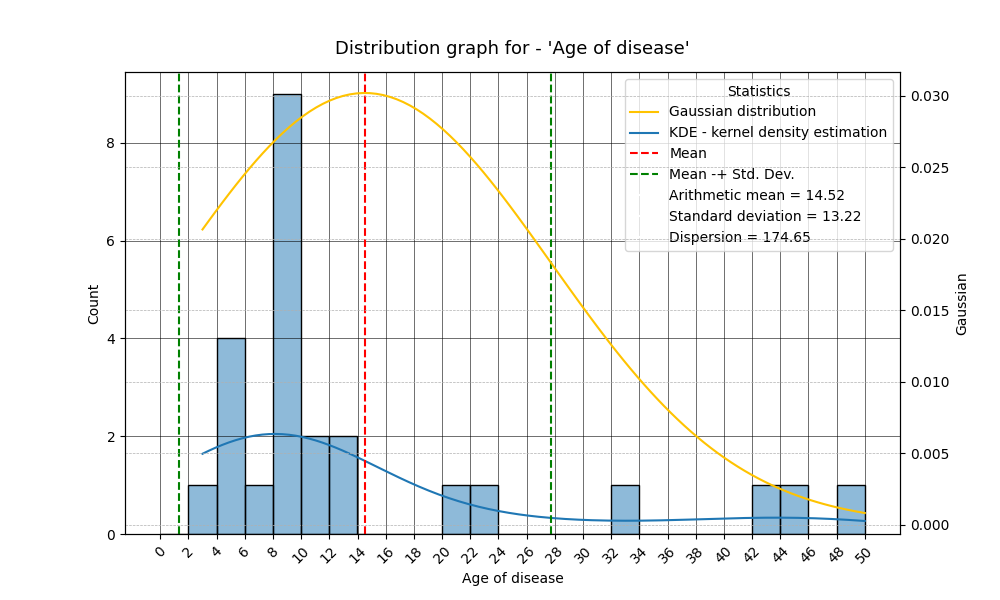 Distribution graph for - 'Age of disease'
Statistics
Gaussian distribution
KDE - kernel density estimation
Mean
Mean -+ Std. Dev.
Arithmetic mean = 14.52
Standard deviation = 13.22
Dispersion = 174.65
Count
8
6
4
2
0
Gaussian
0.030
0.025
0.020
0.015
0.010
0.005
0.000
0 2 4 6 8 10 12 14 16 18 20 22 24 26 28 30 32 34 36 38 40 42 44 46 48 50
Age of disease